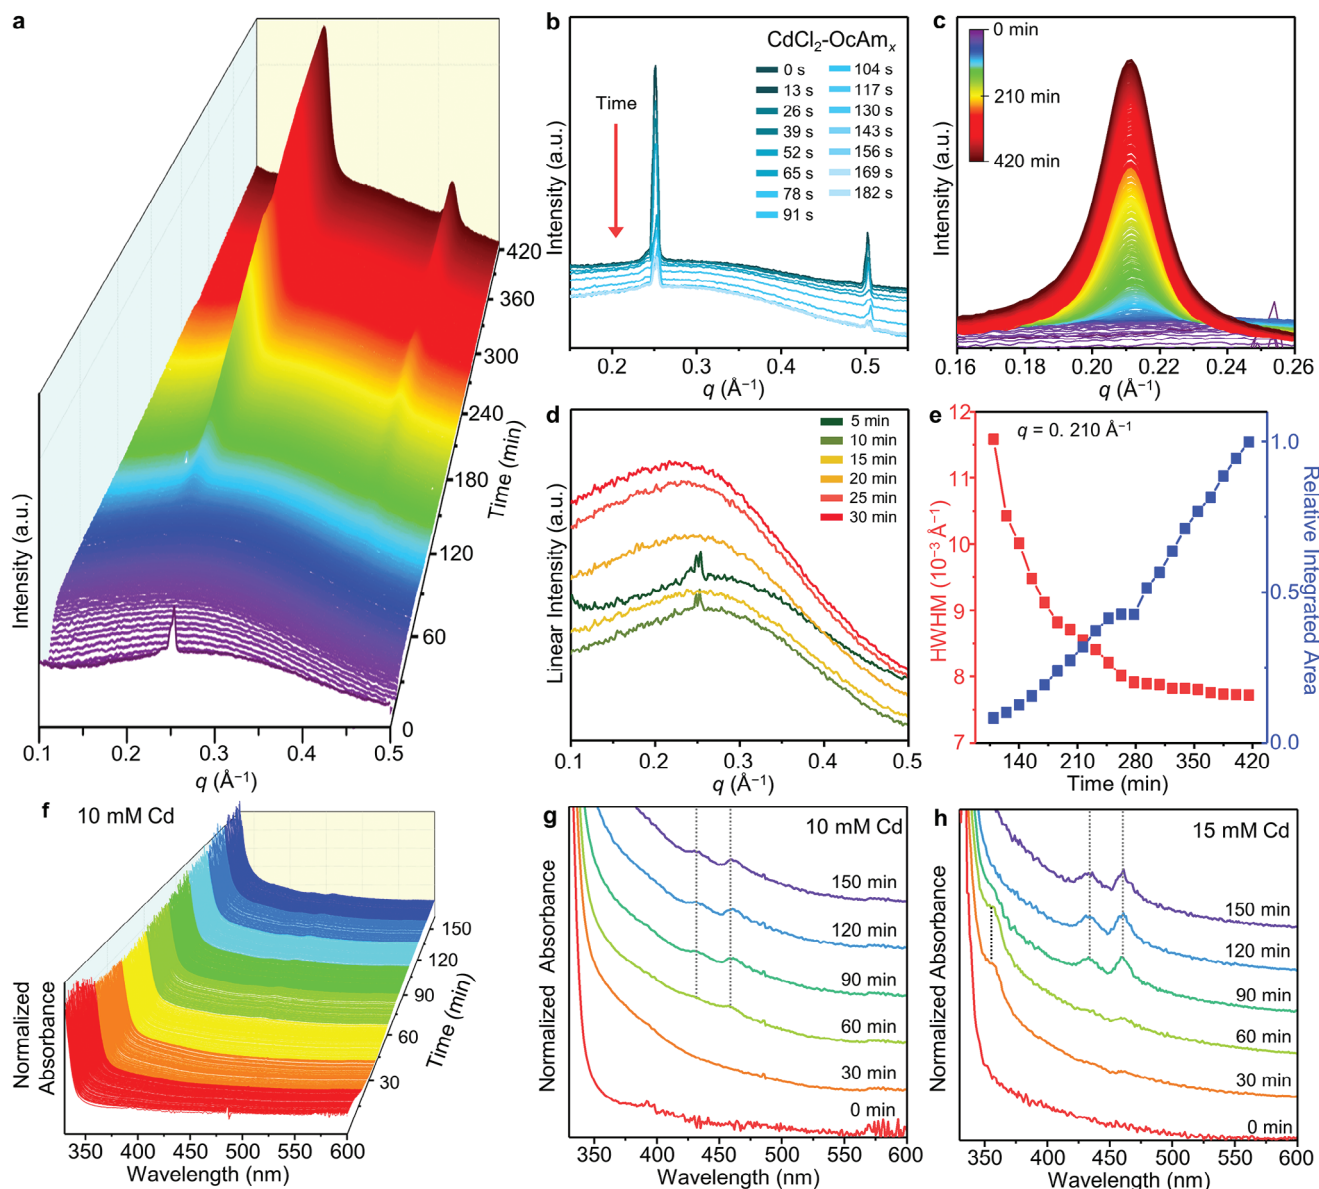 a
Intensity (a.u.)
0.1
0.2
0.3
0.4
0.5
q (Å⁻¹)
0
60
120
180
240
300
360
420
Time (min)
b
CdCl₂-OcAmₓ
Time
0 s
13 s
26 s
39 s
52 s
65 s
78 s
91 s
104 s
117 s
130 s
143 s
156 s
169 s
182 s
Intensity (a.u.)
0.2
0.3
0.4
0.5
q (Å⁻¹)
c
0 min
210 min
420 min
Intensity (a.u.)
0.16
0.18
0.20
0.22
0.24
0.26
q (Å⁻¹)
d
5 min
10 min
15 min
20 min
25 min
30 min
Linear Intensity (a.u.)
0.1
0.2
0.3
0.4
0.5
q (Å⁻¹)
e
q = 0. 210 Å⁻¹
HWHM (10⁻³ Å⁻¹)
12
11
10
9
8
7
1.0
0.5
0.0
Relative Integrated Area
140
210
280
350
420
Time (min)
f
10 mM Cd
Normalized
Absorbance
350
400
450
500
550
600
Wavelength (nm)
30
60
90
120
150
Time (min)
g
10 mM Cd
150 min
120 min
90 min
60 min
30 min
0 min
Normalized Absorbance
350
400
450
500
550
600
Wavelength (nm)
h
15 mM Cd
150 min
120 min
90 min
60 min
30 min
0 min
Normalized Absorbance
350
400
450
500
550
600
Wavelength (nm)